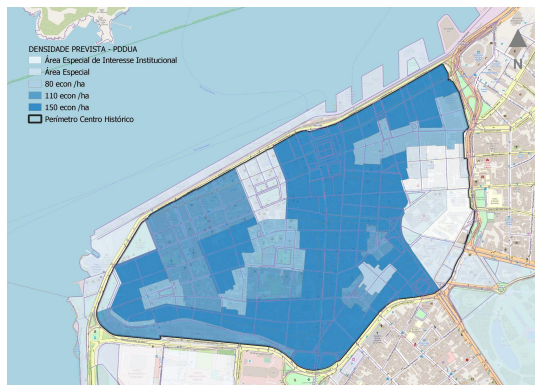 DENSIDADE PREVISTA - PDDUA
Área Especial de Interesse Institucional
Área Especial
80 econ /ha
110 econ /ha
150 econ /ha
Perímetro Centro Histórico
N